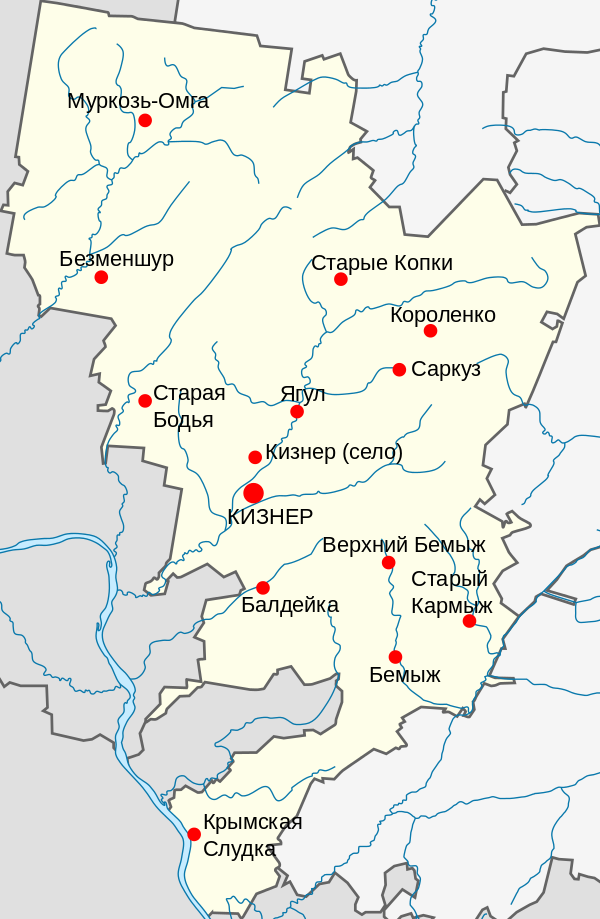 Муркозь-Омга
Безменшур
Старые Копки
Короленко
Саркуз
Старая
Бодья
Ягул
Кизнер (село)
КИЗНЕР
Верхний Бемыж
Старый
Кармыж
Балдейка
Бемыж
Крымская
Слудка